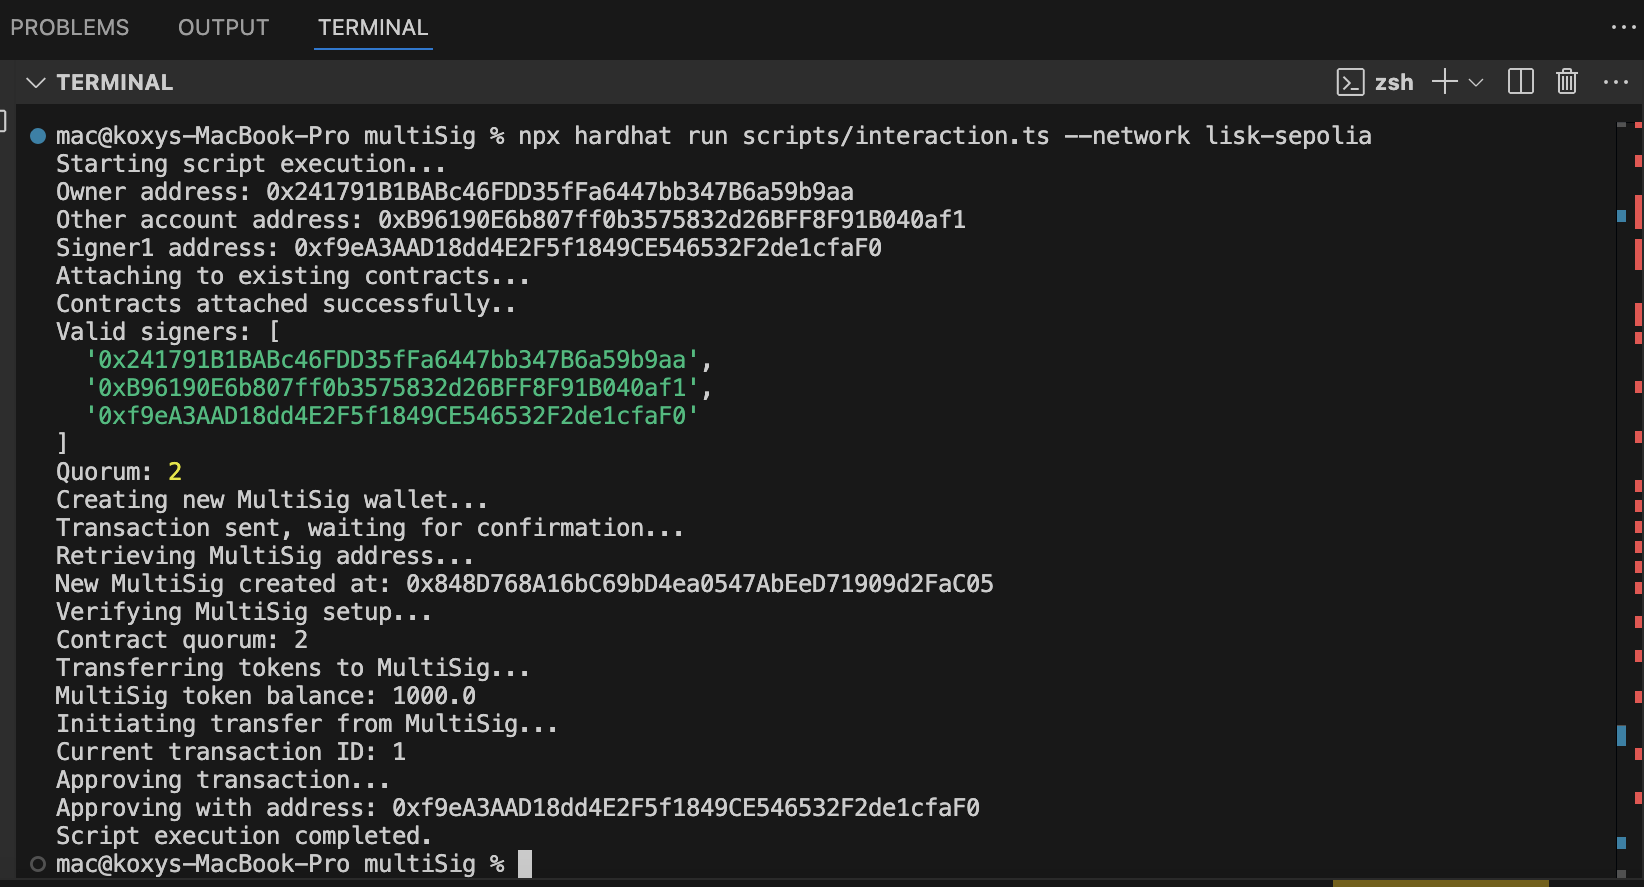 PROBLEMS OUTPUT TERMINAL
TERMINAL zsh
mac@koxys-MacBook-Pro multiSig % npx hardhat run scripts/interaction.ts --network lisk-sepolia
Starting script execution...
Owner address: 0x241791B1BABc46FDD35fFa6447bb347B6a59b9aa
Other account address: 0xB96190E6b807ff0b3575832d26BFF8F91B040af1
Signer1 address: 0xf9eA3AAD18dd4E2F5f1849CE546532F2de1cfaF0
Attaching to existing contracts...
Contracts attached successfully..
Valid signers: [
'0x241791B1BABc46FDD35fFa6447bb347B6a59b9aa',
'0xB96190E6b807ff0b3575832d26BFF8F91B040af1',
'0xf9eA3AAD18dd4E2F5f1849CE546532F2de1cfaF0'
]
Quorum: 2
Creating new MultiSig wallet...
Transaction sent, waiting for confirmation...
Retrieving MultiSig address...
New MultiSig created at: 0x848D768A16bC69bD4ea0547AbEeD71909d2FaC05
Verifying MultiSig setup...
Contract quorum: 2
Transferring tokens to MultiSig...
MultiSig token balance: 1000.0
Initiating transfer from MultiSig...
Current transaction ID: 1
Approving transaction...
Approving with address: 0xf9eA3AAD18dd4E2F5f1849CE546532F2de1cfaF0
Script execution completed.
mac@koxys-MacBook-Pro multiSig %